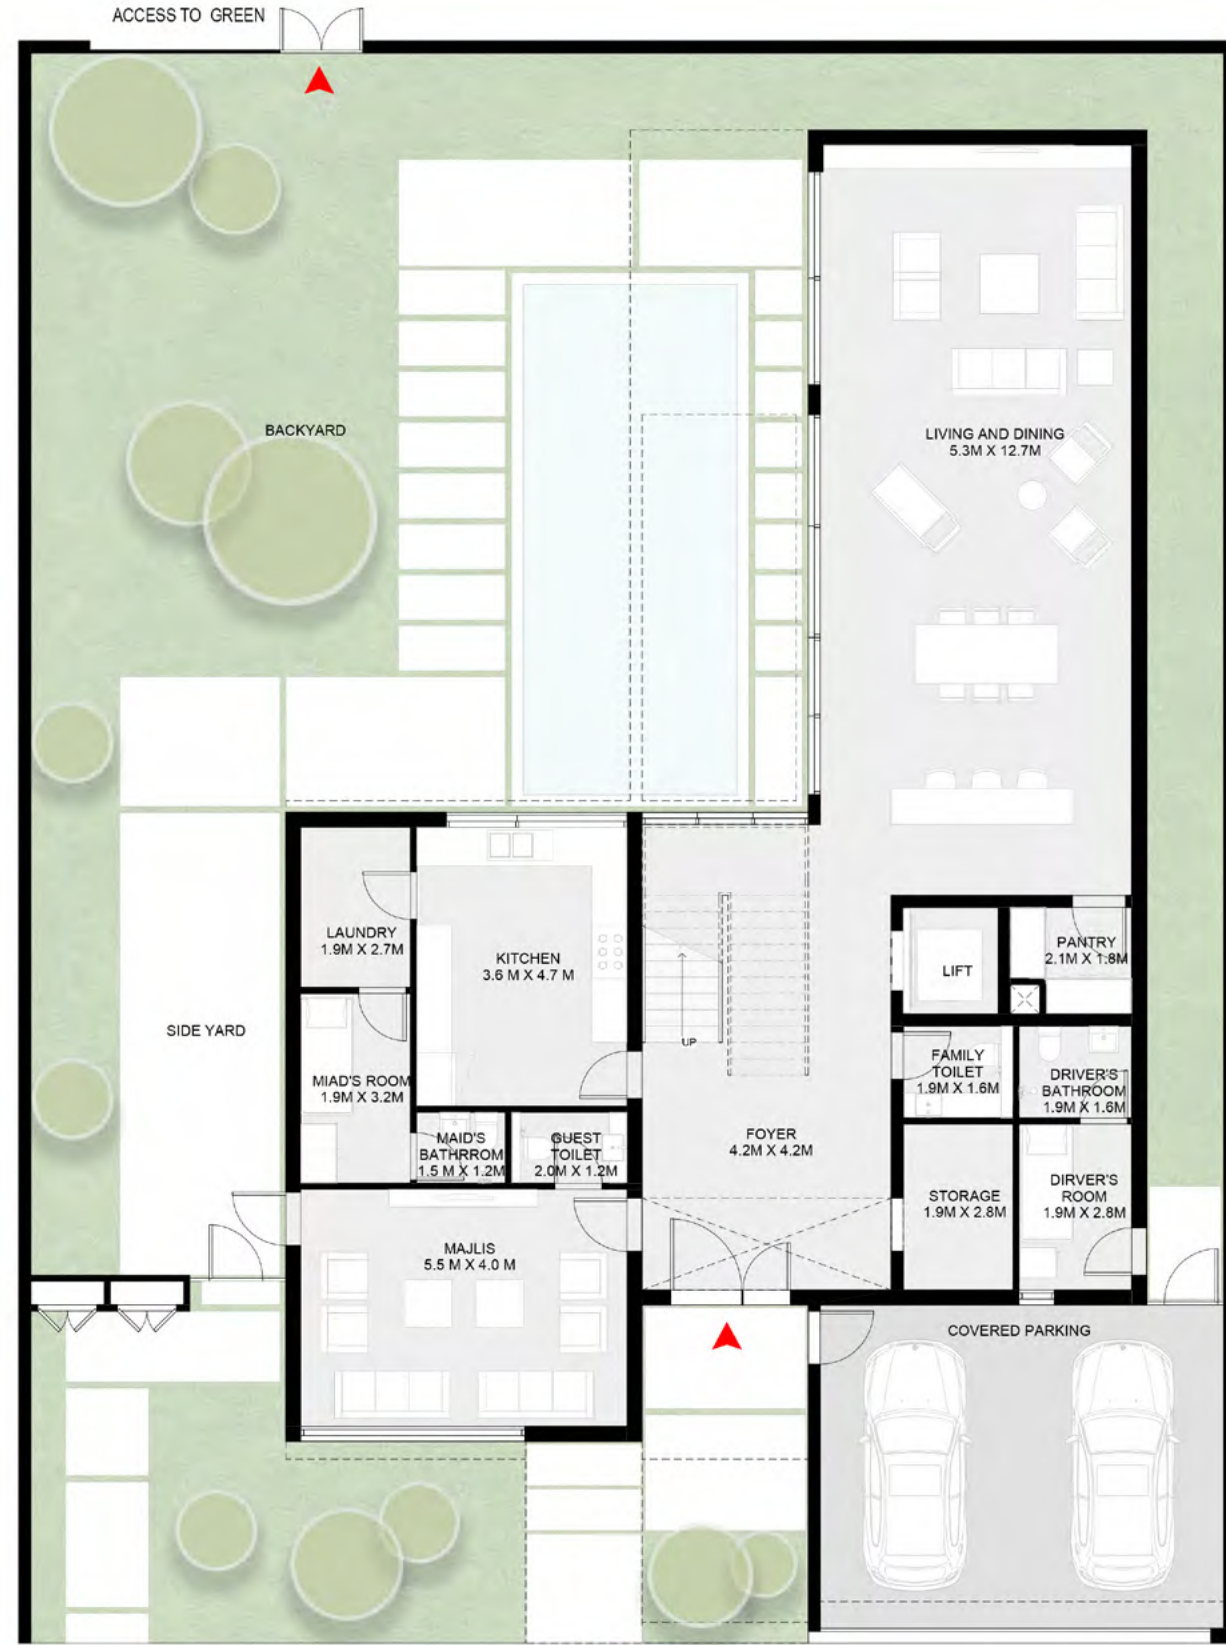 ACCESS TO GREEN
BACKYARD
LIVING AND DINING
5.3M X 12.7M
LAUNDRY
1.9M X 2.7M
KITCHEN
3.6 M X 4.7 M
LIFT
PANTRY
2.1M X 1.8M
SIDE YARD
UP
MIAD'S ROOM
1.9M X 3.2M
FAMILY
TOILET
1.9M X 1.6M
DRIVER'S
BATHROOM
1.9M X 1.6M
MAID'S
BATHRROM
1.5 M X 1.2M
GUEST
TOILET
2.0M X 1.2M
FOYER
4.2M X 4.2M
STORAGE
1.9M X 2.8M
DIRVER'S
ROOM
1.9M X 2.8M
MAJLIS
5.5 M X 4.0 M
COVERED PARKING